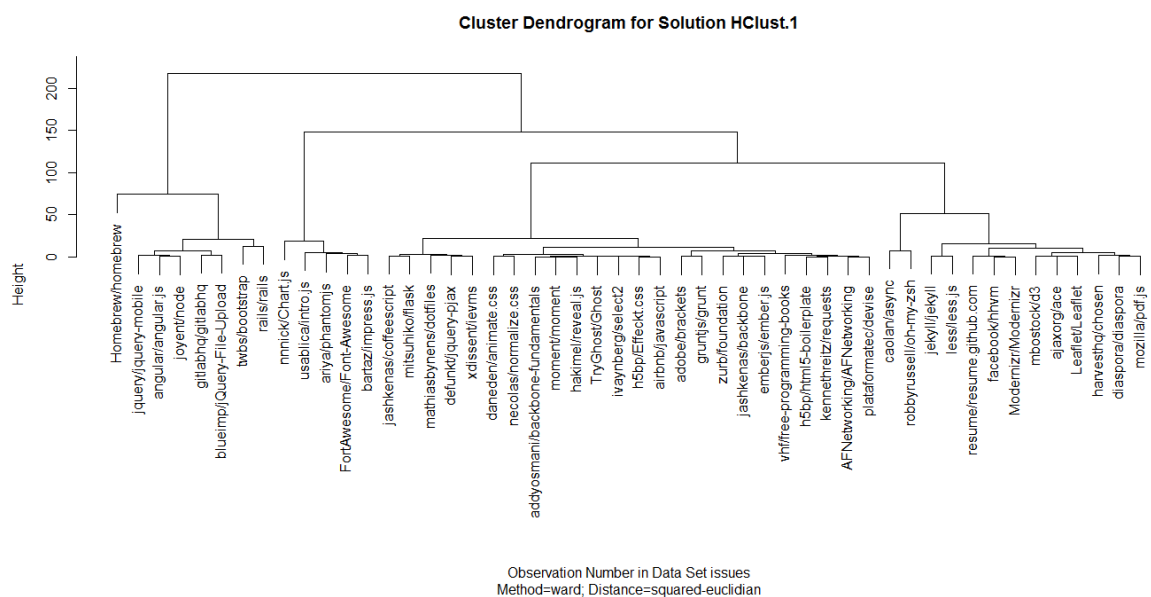 Cluster Dendrogram for Solution HClust.1
Height
0
50
100
150
200
Homebrew/homebrew
jquery/jquery-mobile
angular/angular.js
joyent/node
gitlabhq/gitlabhq
blueimp/jQuery-File-Upload
twbs/bootstrap
rails/rails
nnnick/Chart.js
usablica/intro.js
ariya/phantomjs
FortAwesome/Font-Awesome
bartaz/impress.js
jashkenas/coffeescript
mitsuhiko/flask
mathiasbynens/dotfiles
defunkt/jquery-pjax
xdissent/ievms
daneden/animate.css
necolas/normalize.css
addyosmani/backbone-fundamentals
moment/moment
hakimel/reveal.js
TryGhost/Ghost
ivaynberg/select2
h5bp/Effeckt.css
airbnb/javascript
adobe/brackets
gruntjs/grunt
zurb/foundation
jashkenas/backbone
emberjs/ember.js
vhf/free-programming-books
h5bp/html5-boilerplate
kennethreitz/requests
AFNetworking/AFNetworking
plataformatec/devise
caolan/async
robbyrussell/oh-my-zsh
jekyll/jekyll
less/less.js
resume/resume.github.com
facebook/hhvm
Modernizr/Modernizr
mbostock/d3
ajaxorg/ace
Leaflet/Leaflet
harvesthq/chosen
diaspora/diaspora
mozilla/pdf.js
Observation Number in Data Set issues
Method=ward; Distance=squared-euclidian